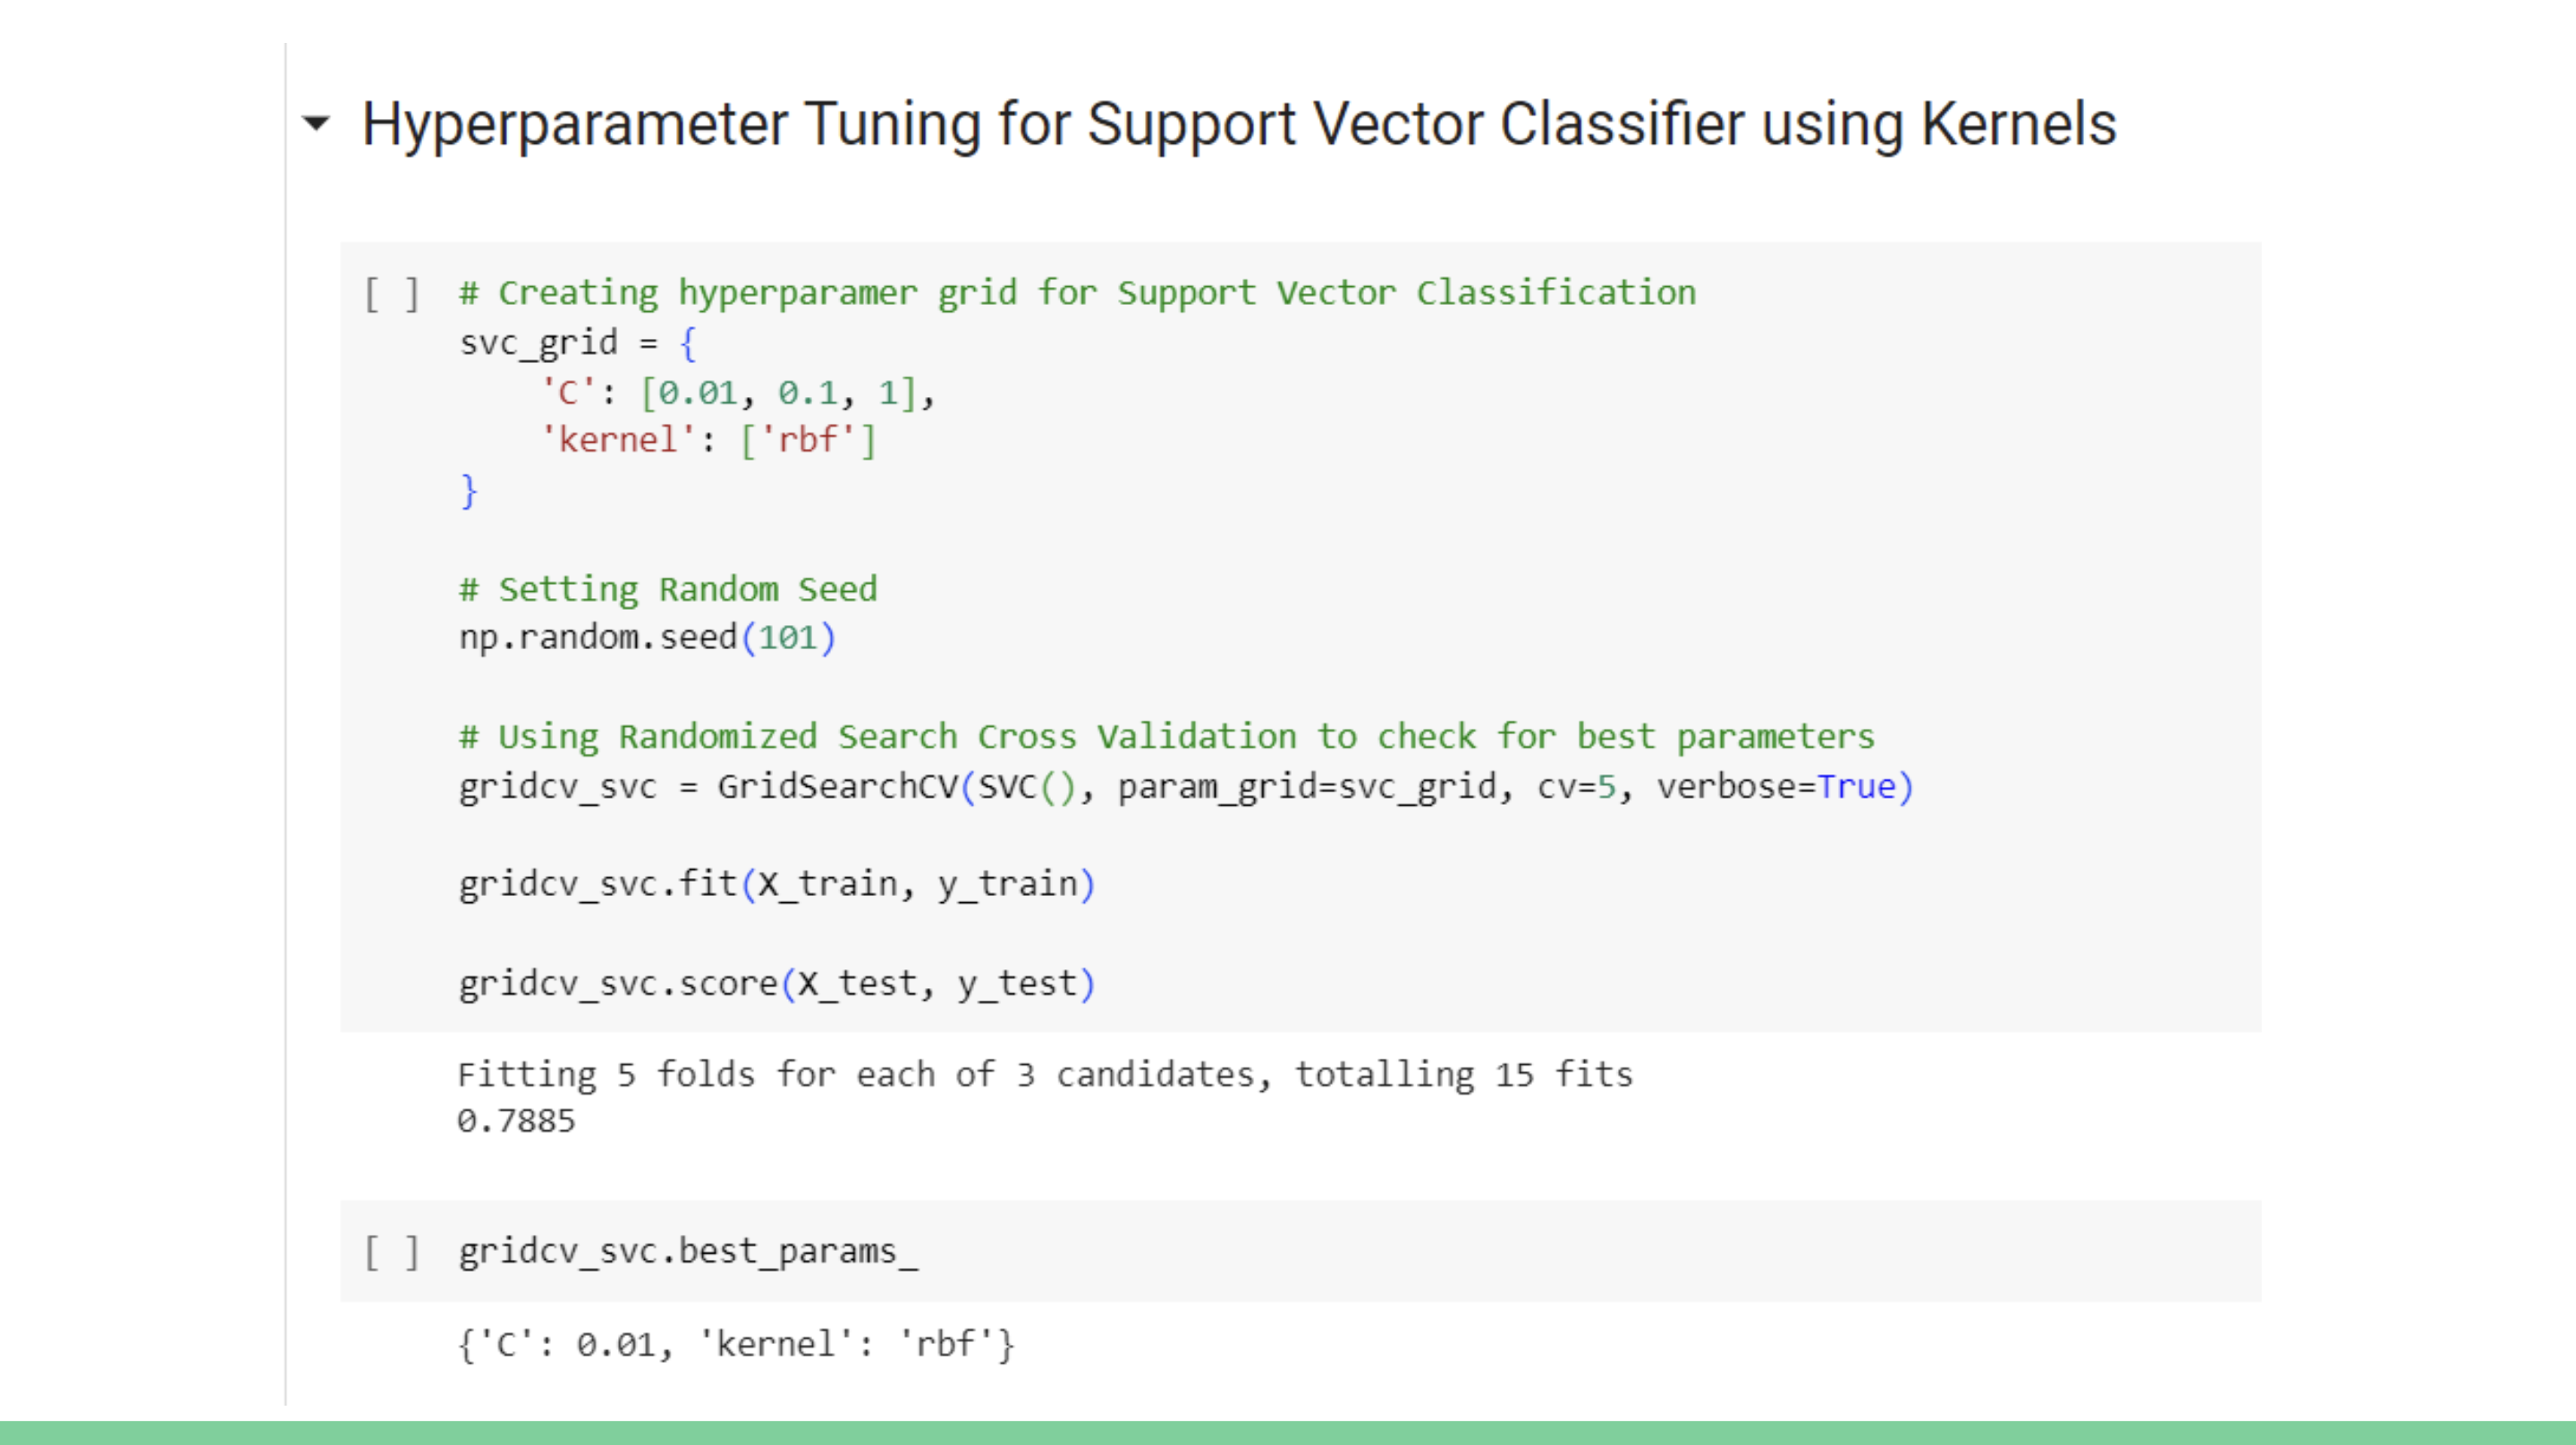 Hyperparameter Tuning for Support Vector Classifier using Kernels
[ ] # Creating hyperparamer grid for Support Vector Classification
svc_grid = {
    'C': [0.01, 0.1, 1],
    'kernel': ['rbf']
}
# Setting Random Seed
np.random.seed(101)
# Using Randomized Search Cross Validation to check for best parameters
gridcv_svc = GridSearchCV(SVC(), param_grid=svc_grid, cv=5, verbose=True)
gridcv_svc.fit(X_train, y_train)
gridcv_svc.score(X_test, y_test)
Fitting 5 folds for each of 3 candidates, totalling 15 fits
0.7885
[ ] gridcv_svc.best_params_
{'C': 0.01, 'kernel': 'rbf'}